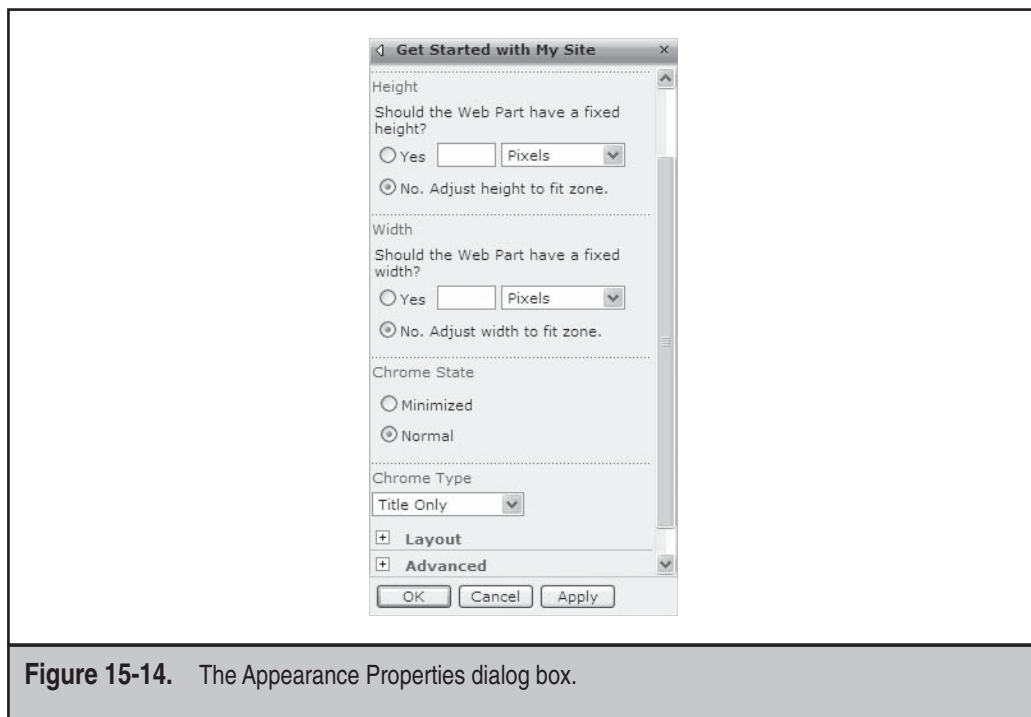 Get Started with My Site
Height
Should the Web Part have a fixed
height?
Yes Pixels
No. Adjust height to fit zone.
Width
Should the Web Part have a fixed
width?
Yes Pixels
No. Adjust width to fit zone.
Chrome State
Minimized
Normal
Chrome Type
Title Only
Layout
Advanced
OK Cancel Apply
Figure 15-14. The Appearance Properties dialog box.